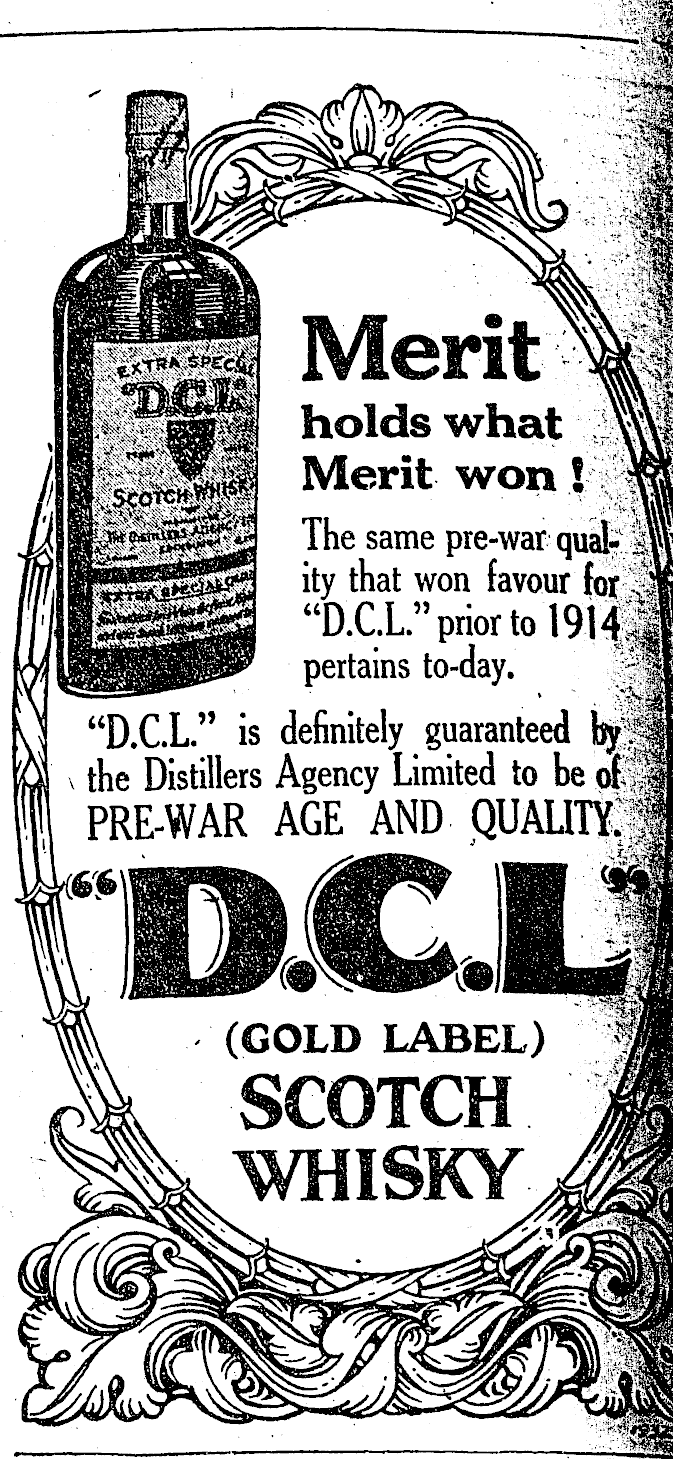 EXTRA SPECIAL
"D.C.L"
SCOTCH WHISKY
EXTRA SPECIAL
Merit
holds what
Merit won !
The same pre-war qual-
ity that won favour for
“D.C.L.” prior to 1914
pertains to-day.
“D.C.L.” is definitely guaranteed by
the Distillers Agency Limited to be of
PRE-WAR AGE AND QUALITY.
“D.C.L”
(GOLD LABEL)
SCOTCH
WHISKY